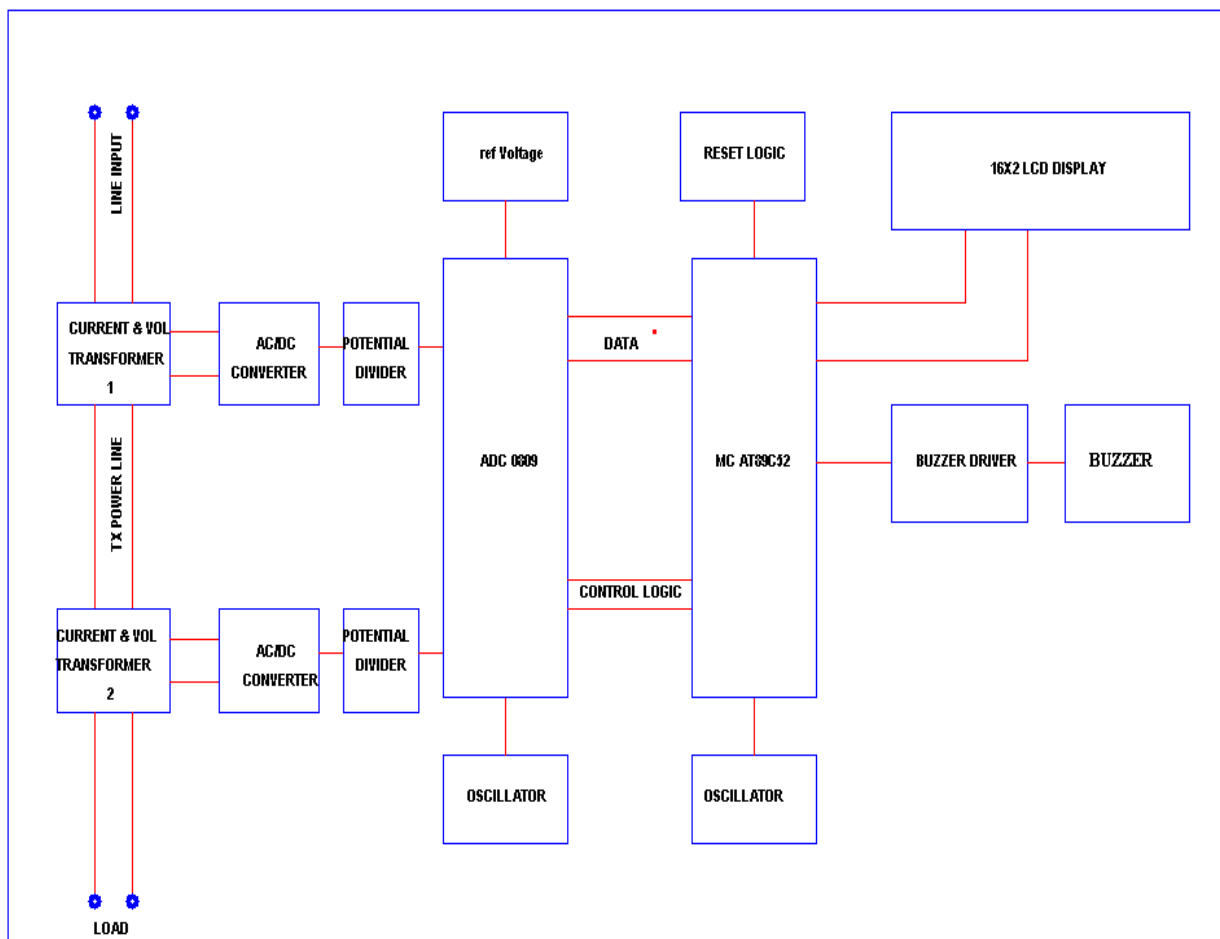 LINE INPUT
ref Voltage
RESET LOGIC
16X2 LCD DISPLAY
CURRENT & VOL
TRANSFORMER
1
AC/DC
CONVERTER
POTENTIAL
DIVIDER
DATA
ADC 0809
MC AT89C52
BUZZER DRIVER
BUZZER
TX POWER LINE
CONTROL LOGIC
CURRENT & VOL
TRANSFORMER
2
AC/DC
CONVERTER
POTENTIAL
DIVIDER
OSCILLATOR
OSCILLATOR
LOAD